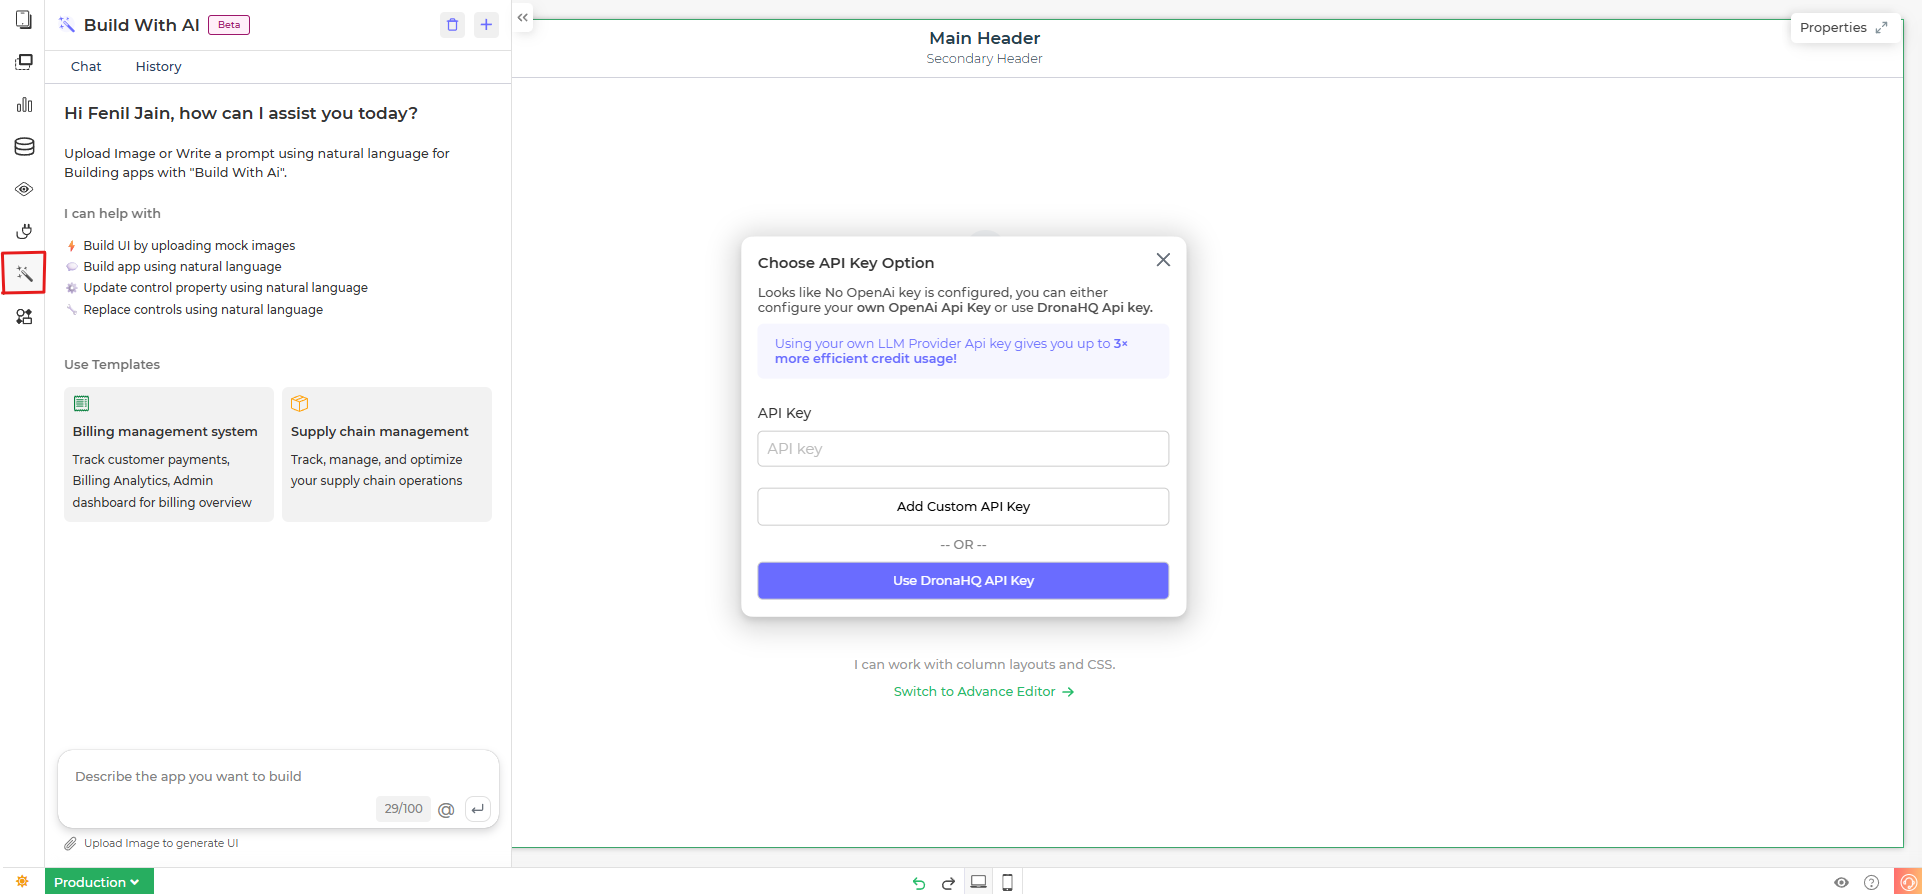 Build With AI
Beta
Chat
History
Hi Fenil Jain, how can I assist you today?
Upload Image or Write a prompt using natural language for
Building apps with "Build With Ai".
I can help with
Build UI by uploading mock images
Build app using natural language
Update control property using natural language
Replace controls using natural language
Use Templates
Billing management system
Track customer payments,
Billing Analytics, Admin
dashboard for billing overview
Supply chain management
Track, manage, and optimize
your supply chain operations
Describe the app you want to build
29/100
@
Upload Image to generate UI
Production
Main Header
Secondary Header
Properties
Choose API Key Option
Looks like No OpenAi key is configured, you can either
configure your own OpenAi Api Key or use DronaHQ Api key.
Using your own LLM Provider Api key gives you up to 3×
more efficient credit usage!
API Key
API key
Add Custom API Key
-- OR --
Use DronaHQ API Key
I can work with column layouts and CSS.
Switch to Advance Editor →